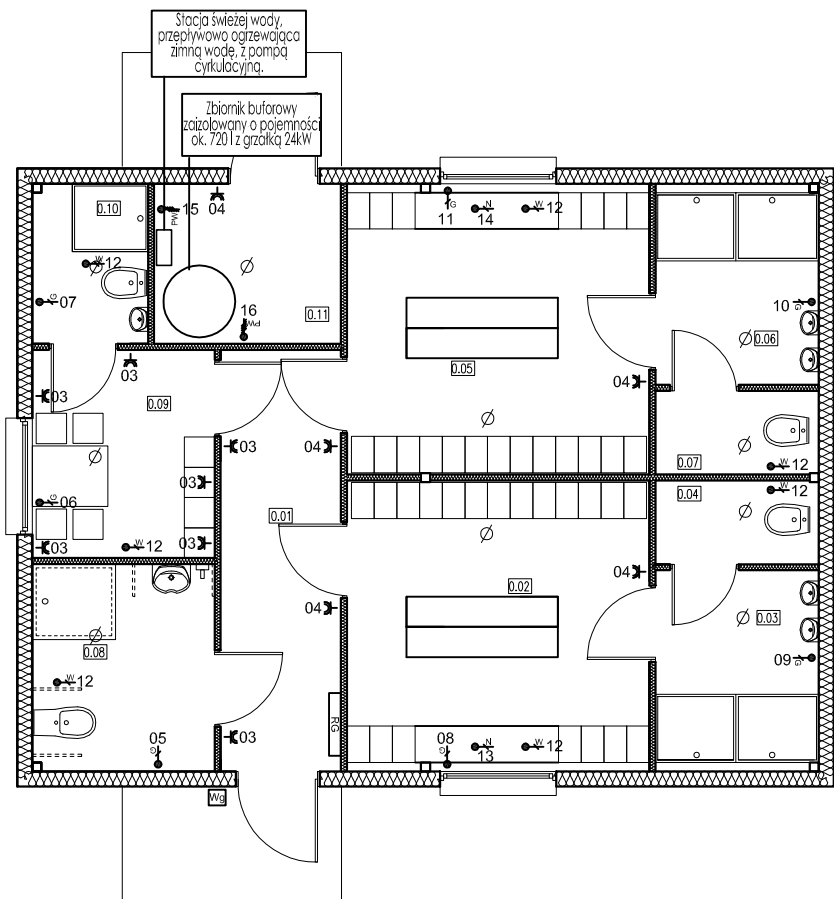 Stacja świeżej wody,
przepływowo ogrzewająca
zimną wodę, z pompą
cyrkulacyjną.
Zbiornik buforowy
zaizolowany o pojemności
ok. 720 l z grzałką 24kW
0.10
PW
15
04
G
11
N
14
W
12
W
12
G
07
16
PW
0.11
10
G
0.06
03
0.05
03
0.09
04
03
04
0.07
W
12
03
G
06
0.04
W
12
0.01
03
W
12
03
04
0.02
04
0.03
0.08
09
G
W
12
RG
03
05
G
08
G
N
13
W
12
Wg